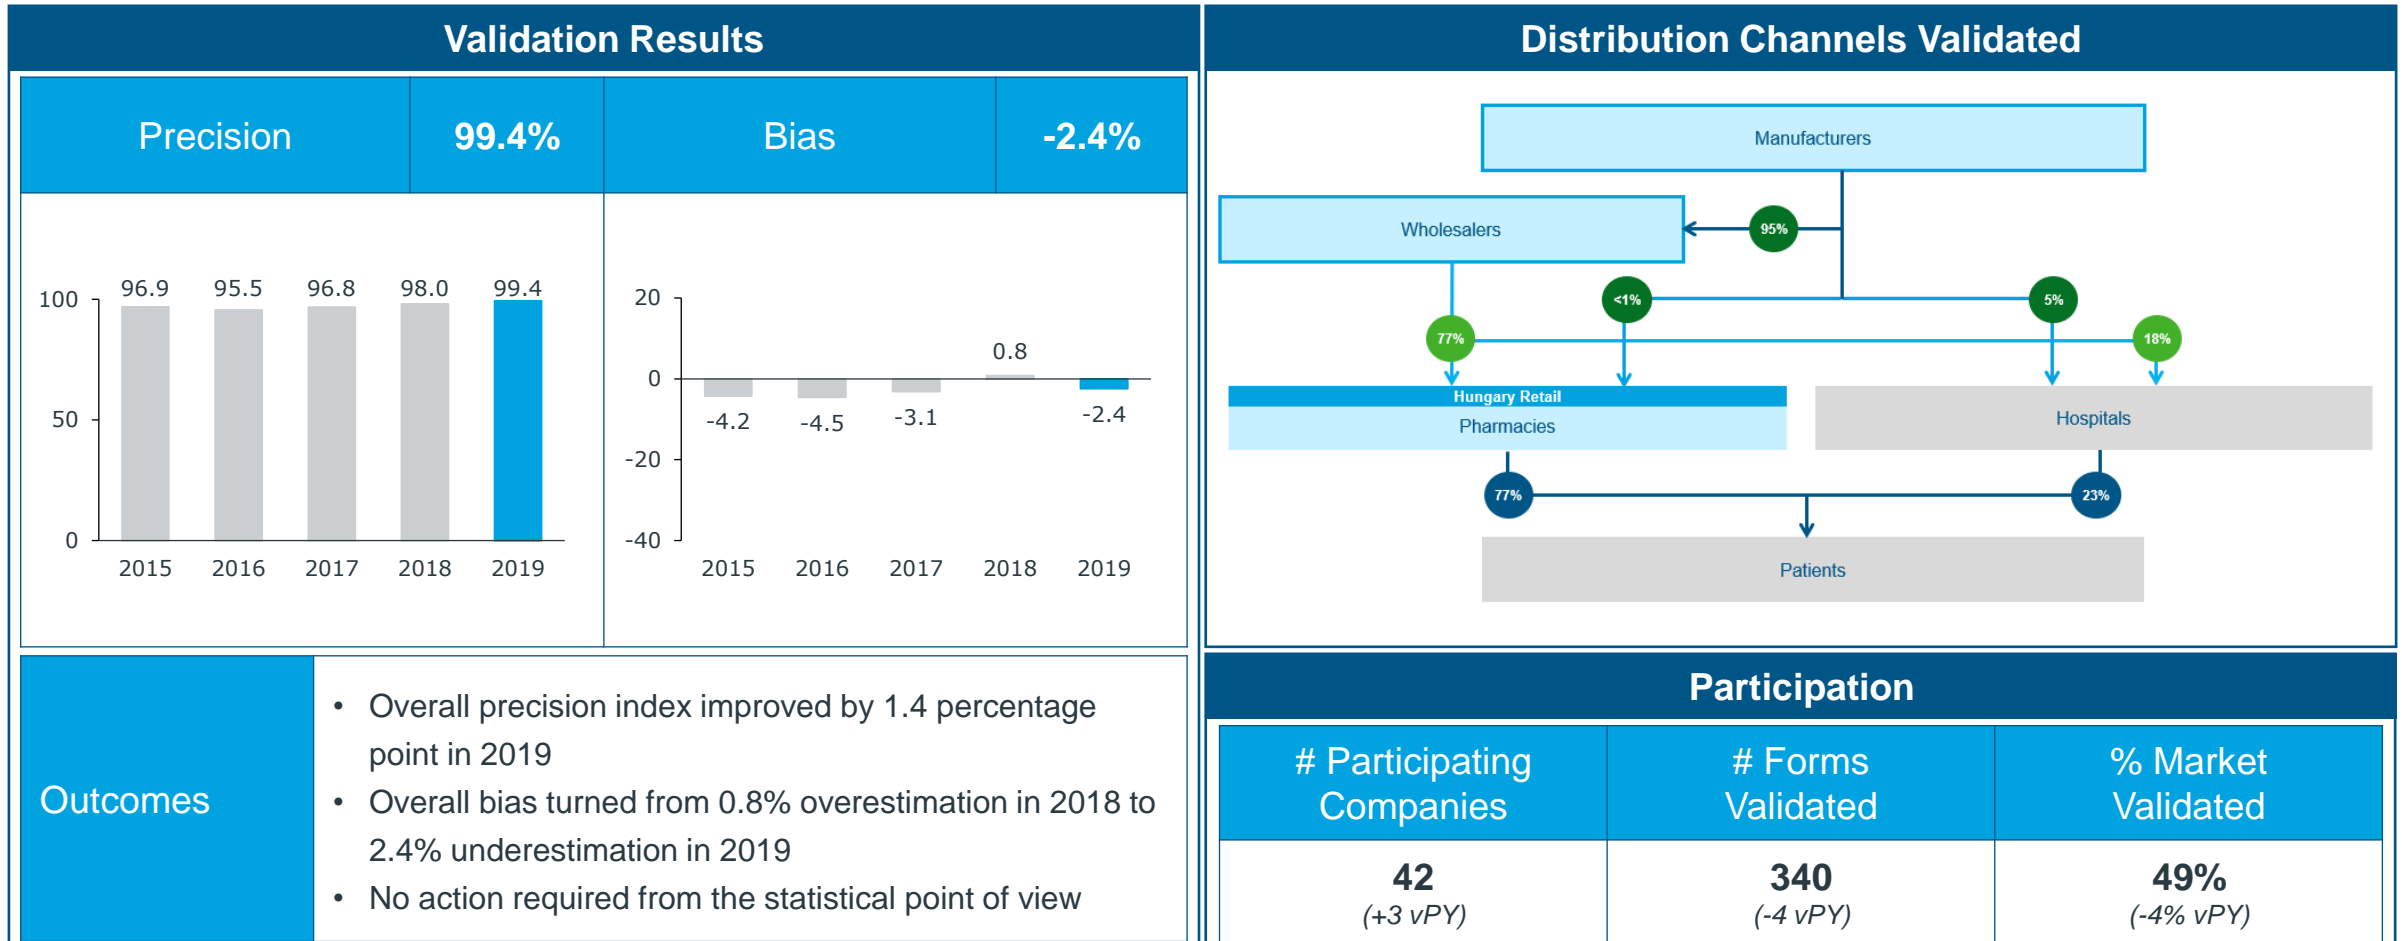 Validation Results
Precision
99.4%
Bias
-2.4%
100
50
0
96.9
95.5
96.8
98.0
99.4
2015
2016
2017
2018
2019
20
0
-20
-40
-4.2
-4.5
-3.1
0.8
-2.4
2015
2016
2017
2018
2019
Outcomes
• Overall precision index improved by 1.4 percentage
point in 2019
• Overall bias turned from 0.8% overestimation in 2018 to
2.4% underestimation in 2019
• No action required from the statistical point of view
Distribution Channels Validated
Manufacturers
Wholesalers
95%
<1%
5%
77%
18%
Hungary Retail
Pharmacies
Hospitals
77%
23%
Patients
Participation
# Participating
Companies
# Forms
Validated
% Market
Validated
42
(+3 vPY)
340
(-4 vPY)
49%
(-4% vPY)